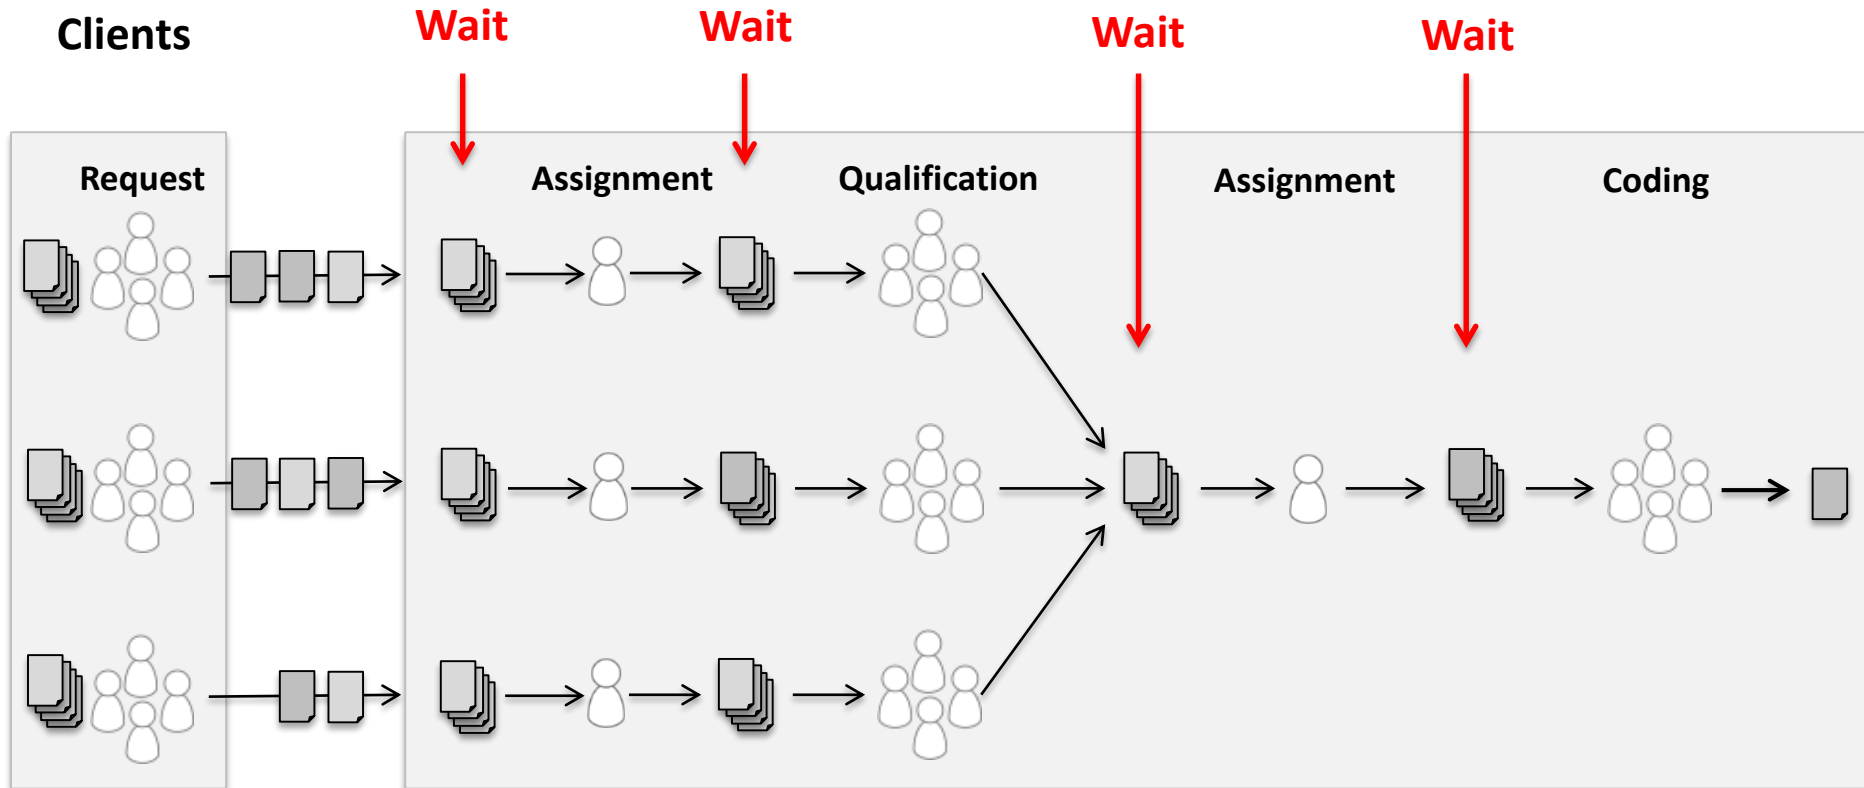 Clients
Wait
Wait
Wait
Wait
Request
Assignment
Qualification
Assignment
Coding